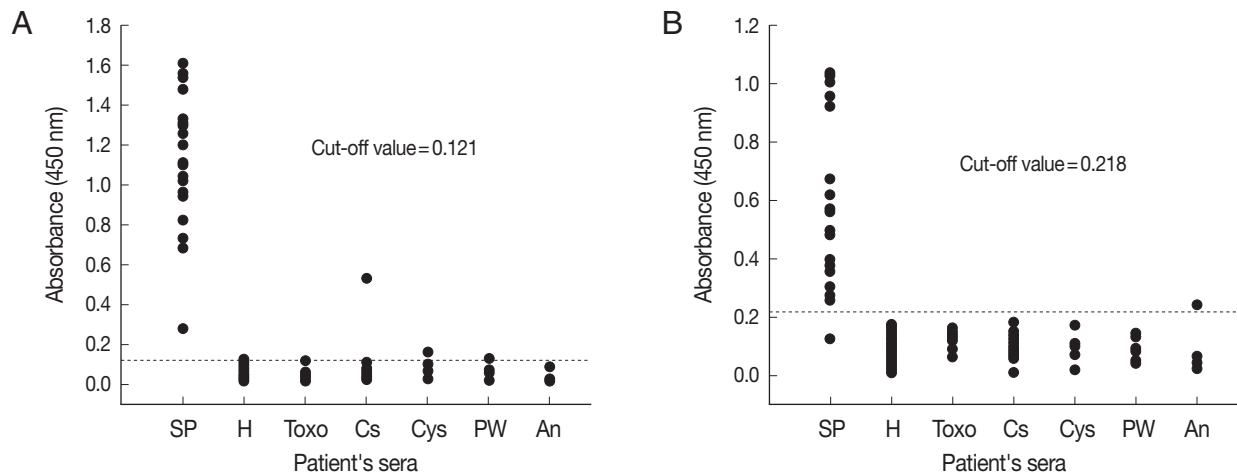 A
Absorbance (450 nm)
1.8
1.6
1.4
1.2
1.0
0.8
0.6
0.4
0.2
0.0
Cut-off value=0.121
SP H Toxo Cs Cys PW An
Patient's sera
B
Absorbance (450 nm)
1.2
1.0
0.8
0.6
0.4
0.2
0.0
Cut-off value=0.218
SP H Toxo Cs Cys PW An
Patient's sera